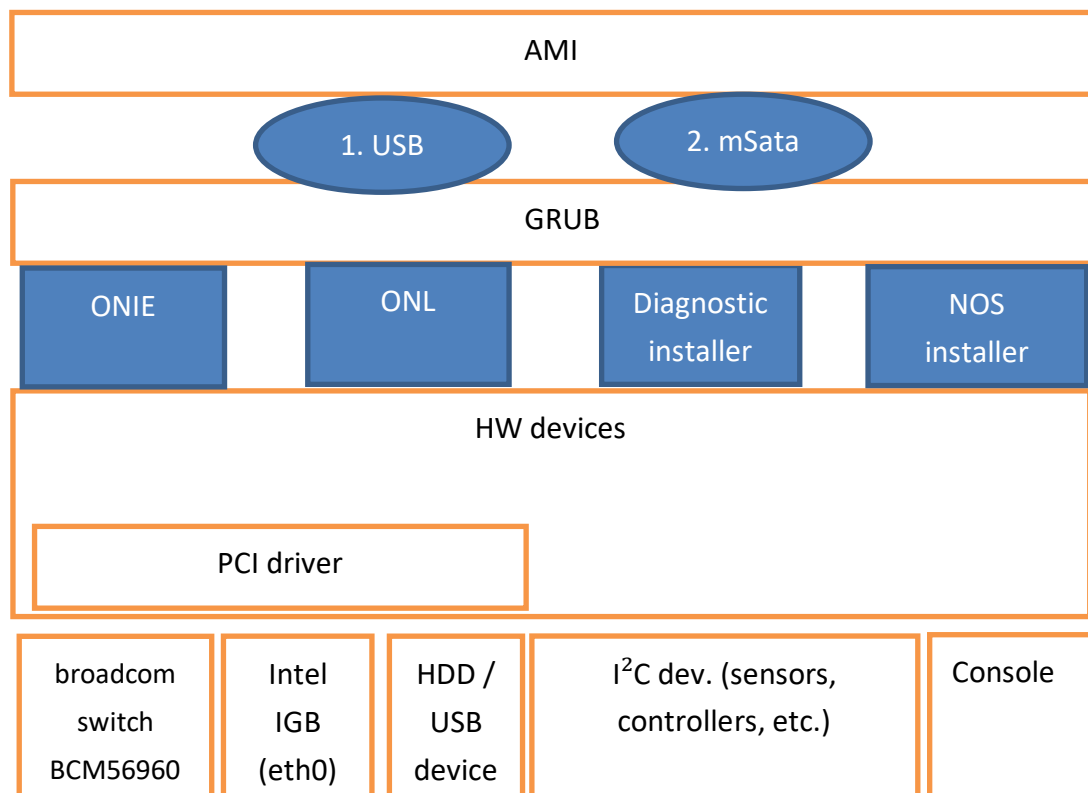 AMI
1. USB
2. mSata
GRUB
ONIE
ONL
Diagnostic
installer
NOS
installer
HW devices
PCI driver
broadcom
switch
BCM56960
Intel
IGB
(eth0)
HDD /
USB
device
I²C dev. (sensors,
controllers, etc.)
Console